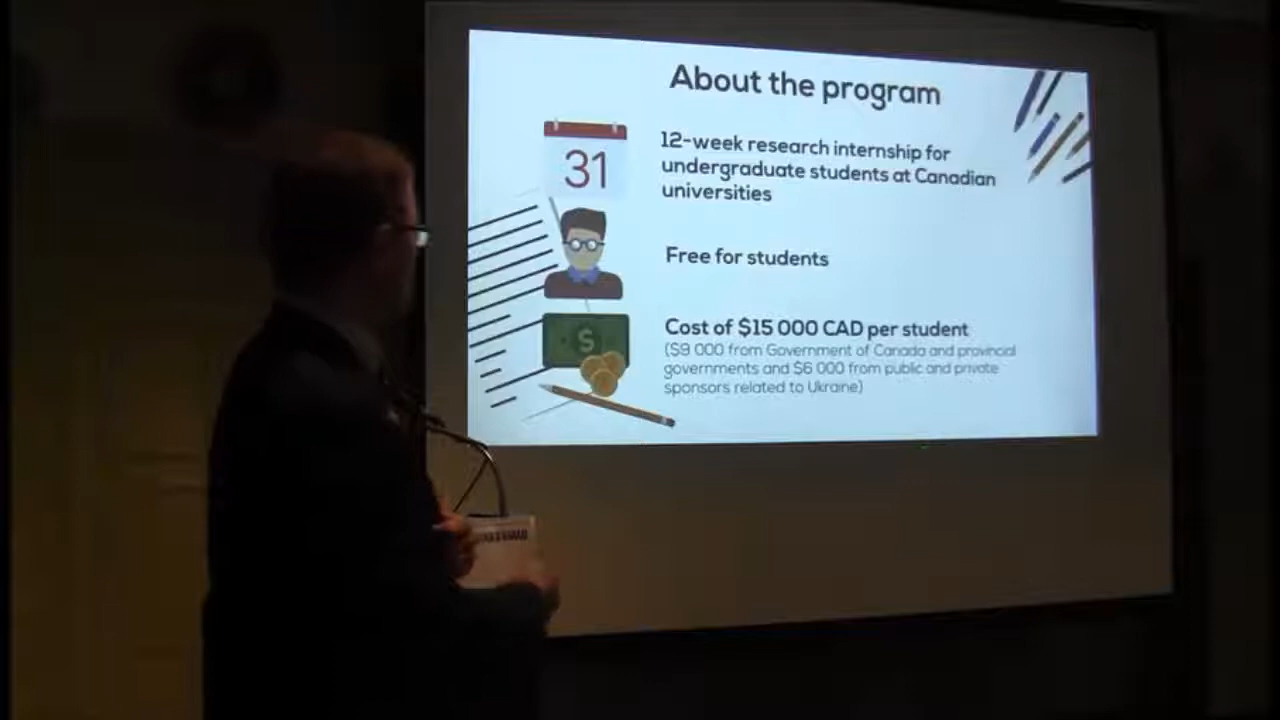 About the program
31
12-week research internship for
undergraduate students at Canadian
universities
Free for students
$
Cost of $15 000 CAD per student
($9 000 from Government of Canada and provincial
governments and $6 000 from public and private
sponsors related to Ukraine)